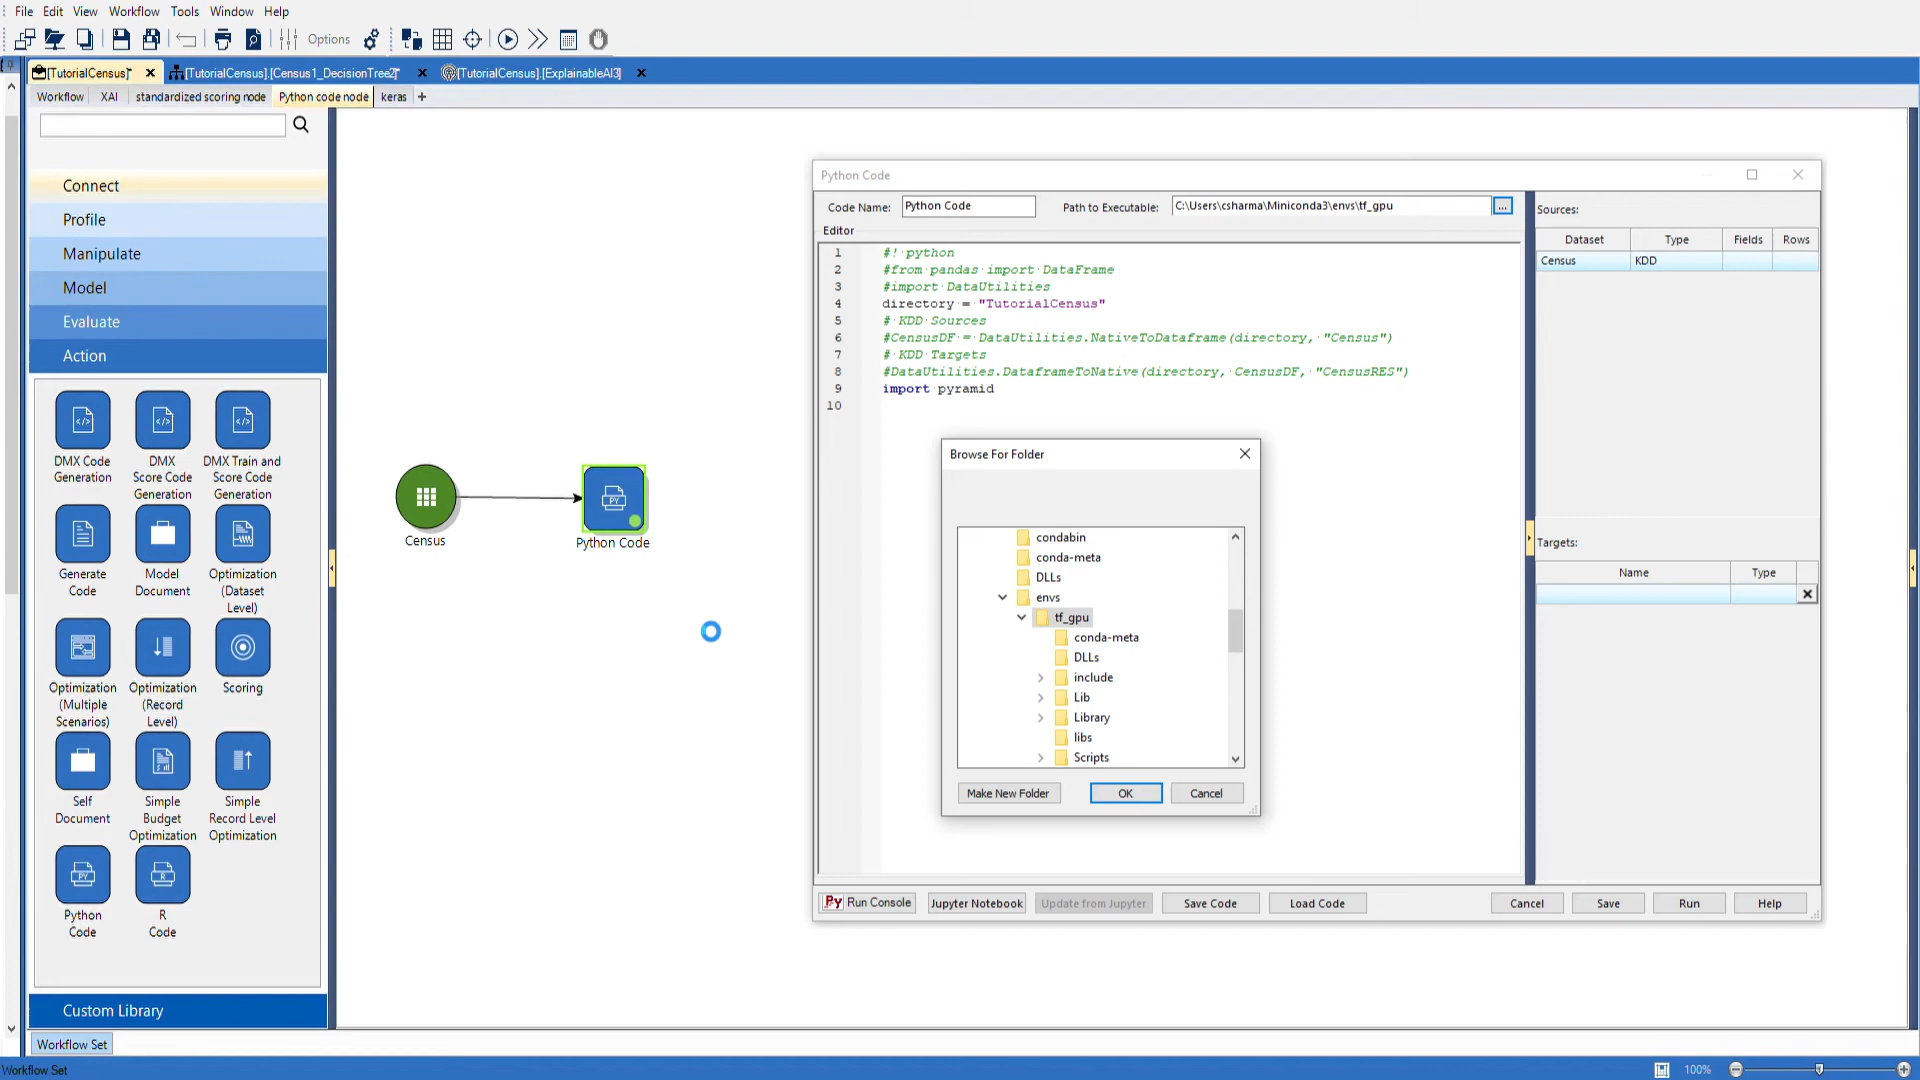 File Edit View Workflow Tools Window Help
Options
[TutorialCensus]*
[TutorialCensus].[Census1_DecisionTree2]*
[TutorialCensus].[ExplainableAI3]
Workflow XAI standardized scoring node Python code node keras +
Connect
Profile
Manipulate
Model
Evaluate
Action
DMX Code Generation
DMX Score Code Generation
DMX Train and Score Code Generation
Generate Code
Model Document
Optimization (Dataset Level)
Optimization (Multiple Scenarios)
Optimization (Record Level)
Scoring
Self Document
Simple Budget Optimization
Simple Record Level Optimization
Python Code
R Code
Custom Library
Workflow Set
Workflow Set
100%
Census
PY
Python Code
Python Code
Code Name: Python Code Path to Executable: C:\Users\csharma\Miniconda3\envs\tf_gpu ...
Editor
1 #! python
2 #from pandas import DataFrame
3 #import DataUtilities
4 directory = "TutorialCensus"
5 # KDD Sources
6 #CensusDF = DataUtilities.NativeToDataframe(directory, "Census")
7 # KDD Targets
8 #DataUtilities.DataframeToNative(directory, CensusDF, "CensusRES")
9 import pyramid
10
Browse For Folder
condabin
conda-meta
DLLs
envs
tf_gpu
conda-meta
DLLs
include
Lib
Library
libs
Scripts
Make New Folder OK Cancel
Sources:
Dataset Type Fields Rows
Census KDD
Targets:
Name Type
Py Run Console Jupyter Notebook Update from Jupyter Save Code Load Code Cancel Save Run Help